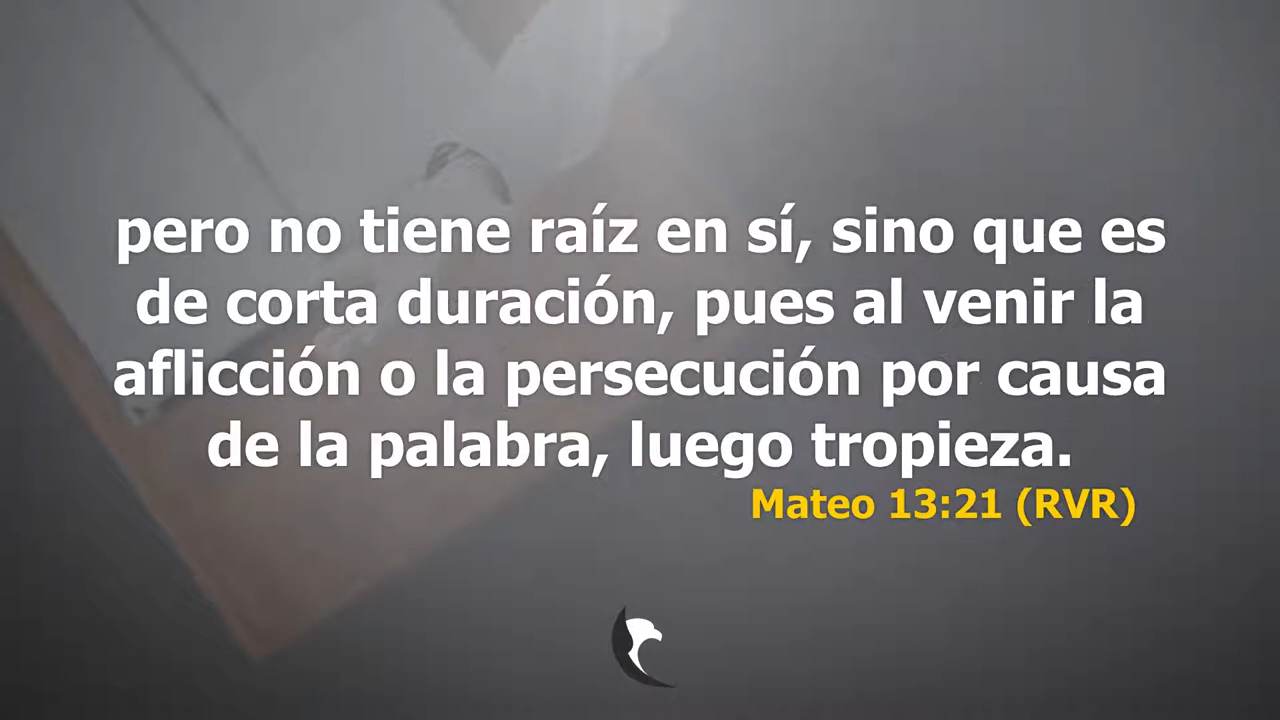 pero no tiene raíz en sí, sino que es
de corta duración, pues al venir la
aflicción o la persecución por causa
de la palabra, luego tropieza.
Mateo 13:21 (RVR)